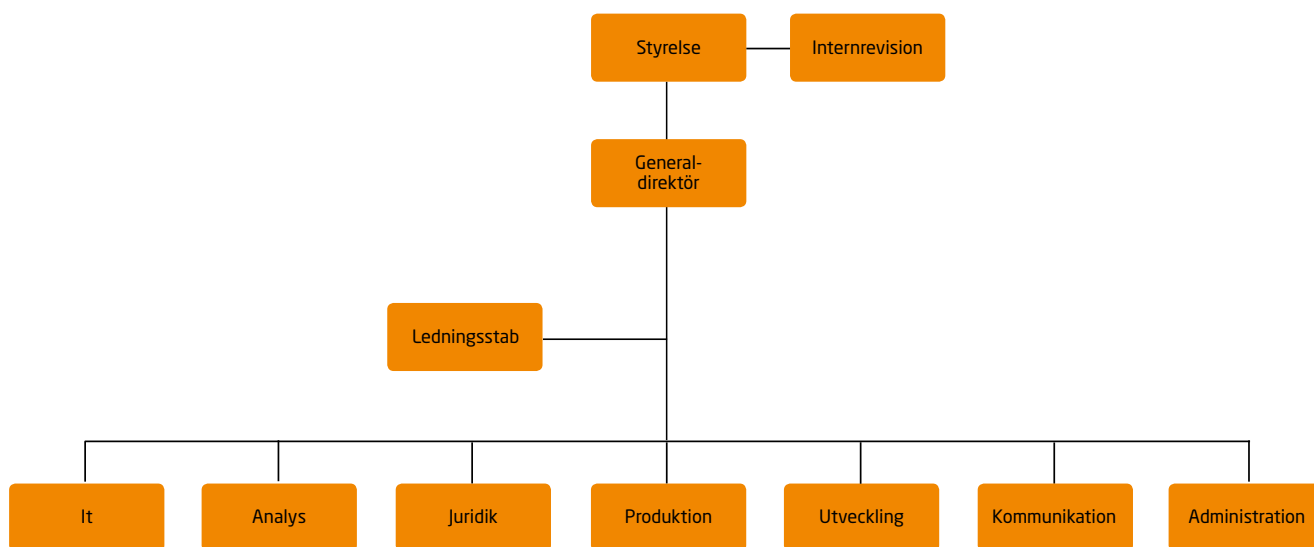 Styrelse
Internrevision
General-
direktör
Ledningsstab
It
Analys
Juridik
Produktion
Utveckling
Kommunikation
Administration